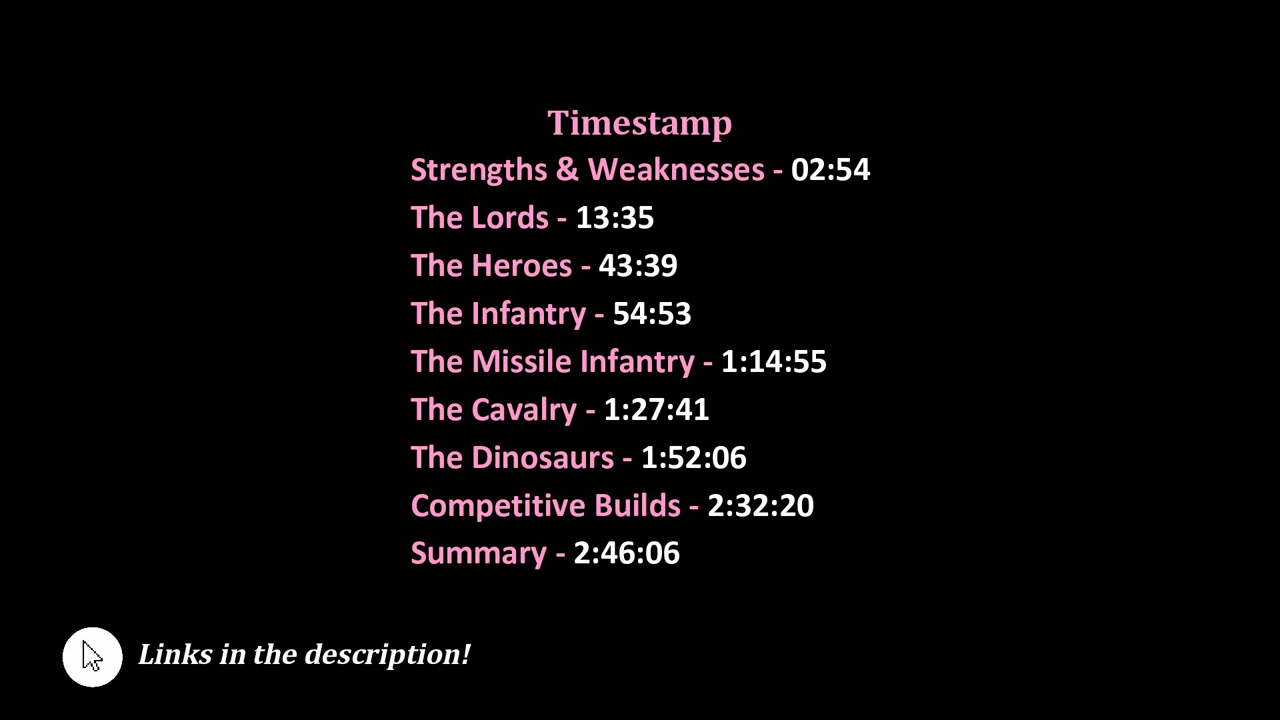 Timestamp
Strengths & Weaknesses - 02:54
The Lords - 13:35
The Heroes - 43:39
The Infantry - 54:53
The Missile Infantry - 1:14:55
The Cavalry - 1:27:41
The Dinosaurs - 1:52:06
Competitive Builds - 2:32:20
Summary - 2:46:06
Links in the description!